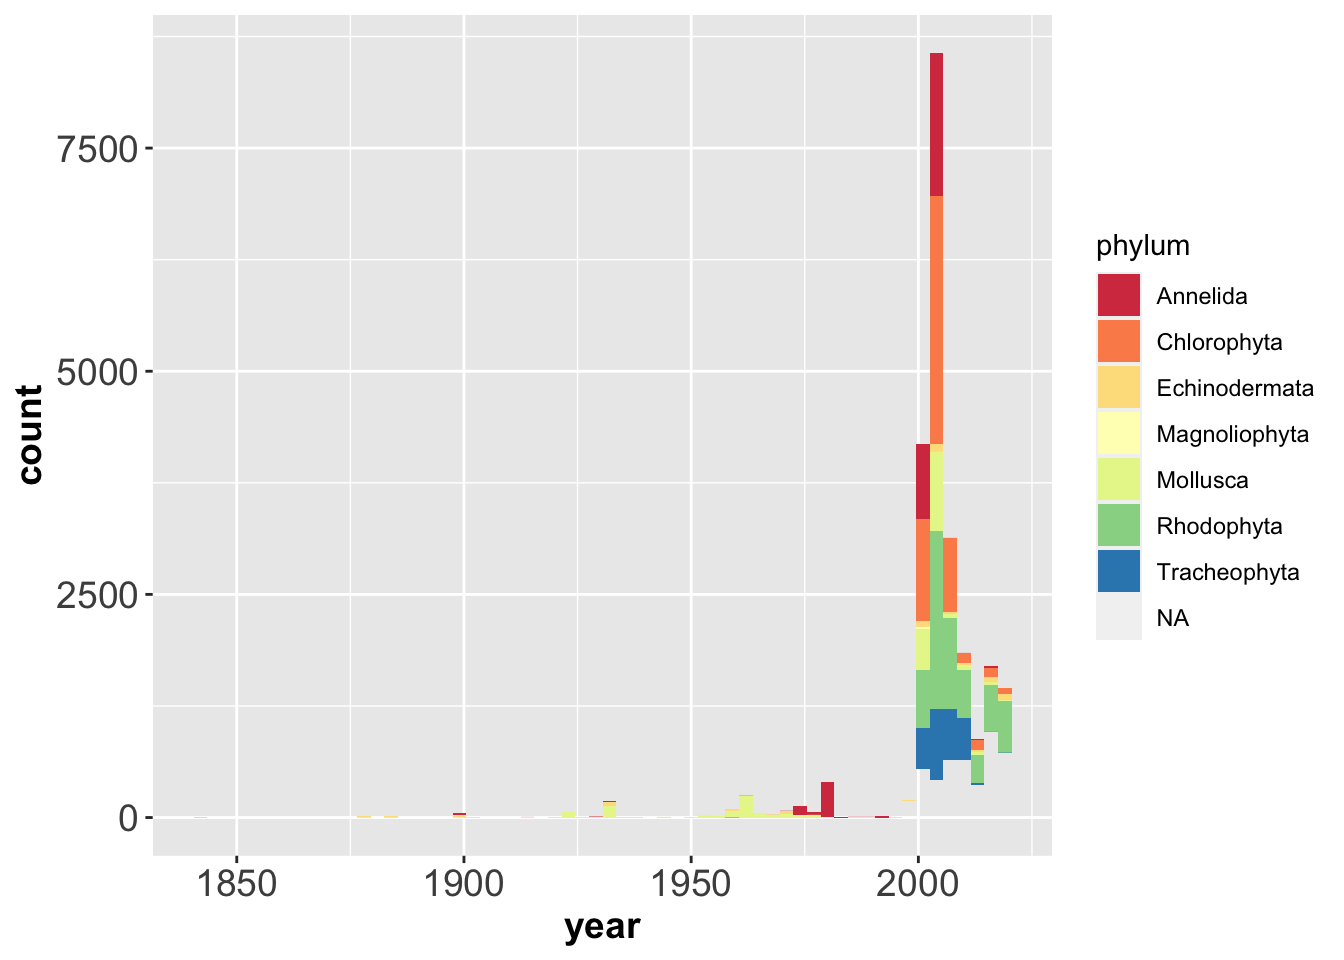 7500
5000
2500
0
count
1850
1900
1950
2000
year
phylum
Annelida
Chlorophyta
Echinodermata
Magnoliophyta
Mollusca
Rhodophyta
Tracheophyta
NA